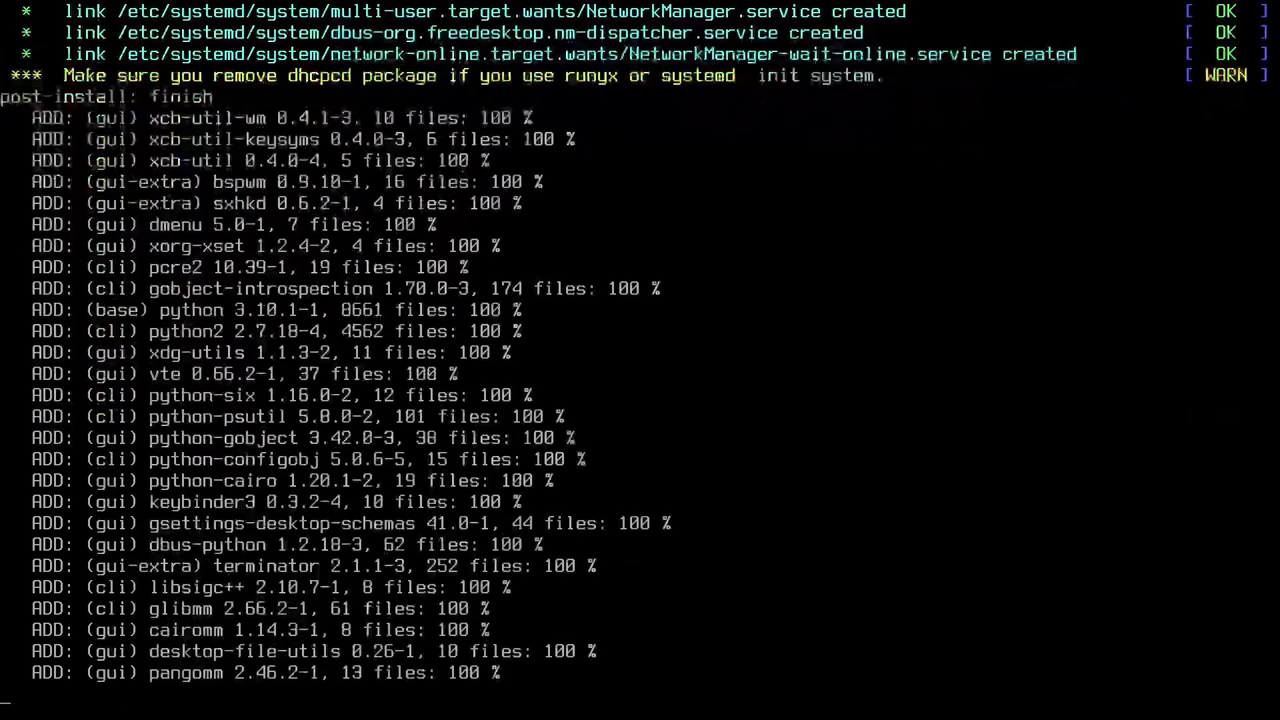 *   link /etc/systemd/system/multi-user.target.wants/NetworkManager.service created [ OK ]
*   link /etc/systemd/system/dbus-org.freedesktop.nm-dispatcher.service created [ OK ]
*   link /etc/systemd/system/network-online.target.wants/NetworkManager-wait-online.service created [ OK ]
***  Make sure you remove dhcpcd package if you use runyx or systemd  init system. [ WARN ]
post-install: finish
ADD: (gui) xcb-util-wm 0.4.1-3, 10 files: 100 %
ADD: (gui) xcb-util-keysyms 0.4.0-3, 6 files: 100 %
ADD: (gui) xcb-util 0.4.0-4, 5 files: 100 %
ADD: (gui-extra) bspwm 0.9.10-1, 16 files: 100 %
ADD: (gui-extra) sxhkd 0.6.2-1, 4 files: 100 %
ADD: (gui) dmenu 5.0-1, 7 files: 100 %
ADD: (gui) xorg-xset 1.2.4-2, 4 files: 100 %
ADD: (cli) pcre2 10.39-1, 19 files: 100 %
ADD: (cli) gobject-introspection 1.70.0-3, 174 files: 100 %
ADD: (base) python 3.10.1-1, 8661 files: 100 %
ADD: (cli) python2 2.7.18-4, 4562 files: 100 %
ADD: (gui) xdg-utils 1.1.3-2, 11 files: 100 %
ADD: (gui) vte 0.66.2-1, 37 files: 100 %
ADD: (cli) python-six 1.16.0-2, 12 files: 100 %
ADD: (cli) python-psutil 5.8.0-2, 101 files: 100 %
ADD: (gui) python-gobject 3.42.0-3, 38 files: 100 %
ADD: (cli) python-configobj 5.0.6-5, 15 files: 100 %
ADD: (gui) python-cairo 1.20.1-2, 19 files: 100 %
ADD: (gui) keybinder3 0.3.2-4, 10 files: 100 %
ADD: (gui) gsettings-desktop-schemas 41.0-1, 44 files: 100 %
ADD: (gui) dbus-python 1.2.18-3, 62 files: 100 %
ADD: (gui-extra) terminator 2.1.1-3, 252 files: 100 %
ADD: (cli) libsigc++ 2.10.7-1, 8 files: 100 %
ADD: (cli) glibmm 2.66.2-1, 61 files: 100 %
ADD: (gui) cairomm 1.14.3-1, 8 files: 100 %
ADD: (gui) desktop-file-utils 0.26-1, 10 files: 100 %
ADD: (gui) pangomm 2.46.2-1, 13 files: 100 %
_